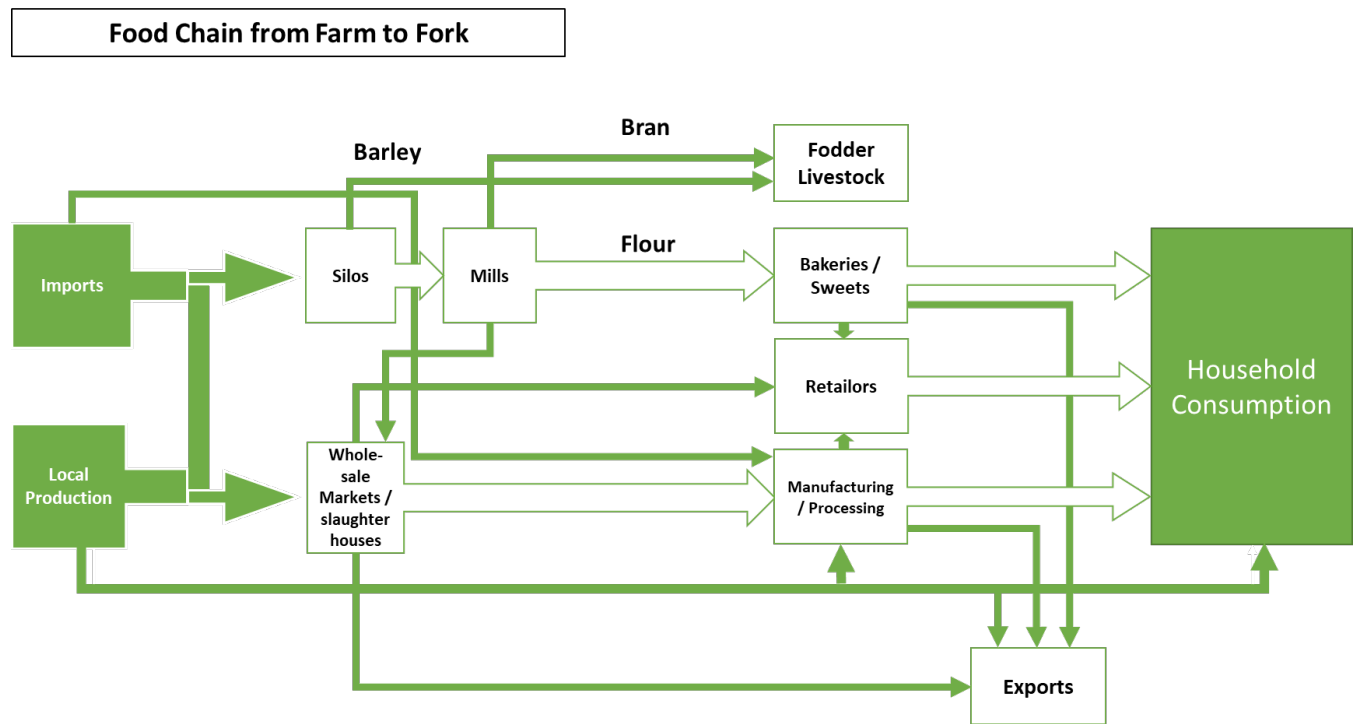 Food Chain from Farm to Fork
Bran
Barley
Fodder
Livestock
Imports
Silos
Mills
Flour
Bakeries /
Sweets
Retailors
Household
Consumption
Local
Production
Whole-
sale
Markets /
slaughter
houses
Manufacturing
/ Processing
Exports